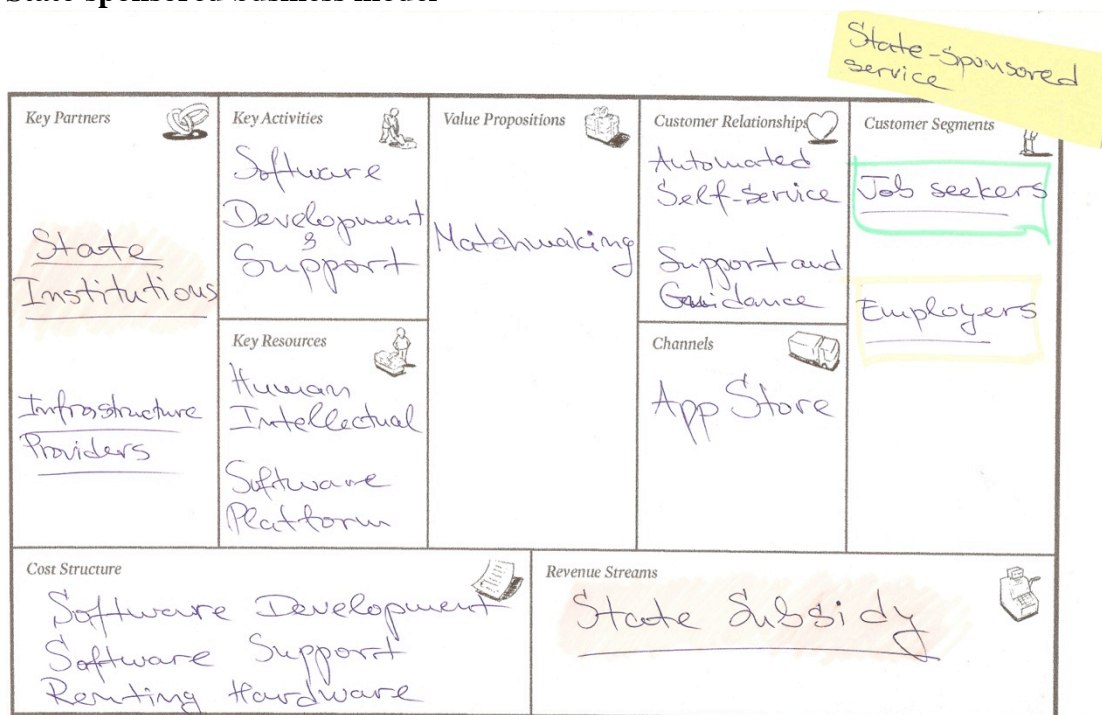 State-sponsored business model
State-Sponsored
service
Key Partners
State
Institutions
Infrastructure
Providers
Key Activities
Software
Development
&
Support
Key Resources
Human
Intellectual
Software
Platform
Value Propositions
Matchmaking
Customer Relationships
Automated
Self-Service
Support and
Guidance
Channels
App Store
Customer Segments
Job seekers
Employers
Cost Structure
Software Development
Software Support
Renting Hardware
Revenue Streams
State Subsidy